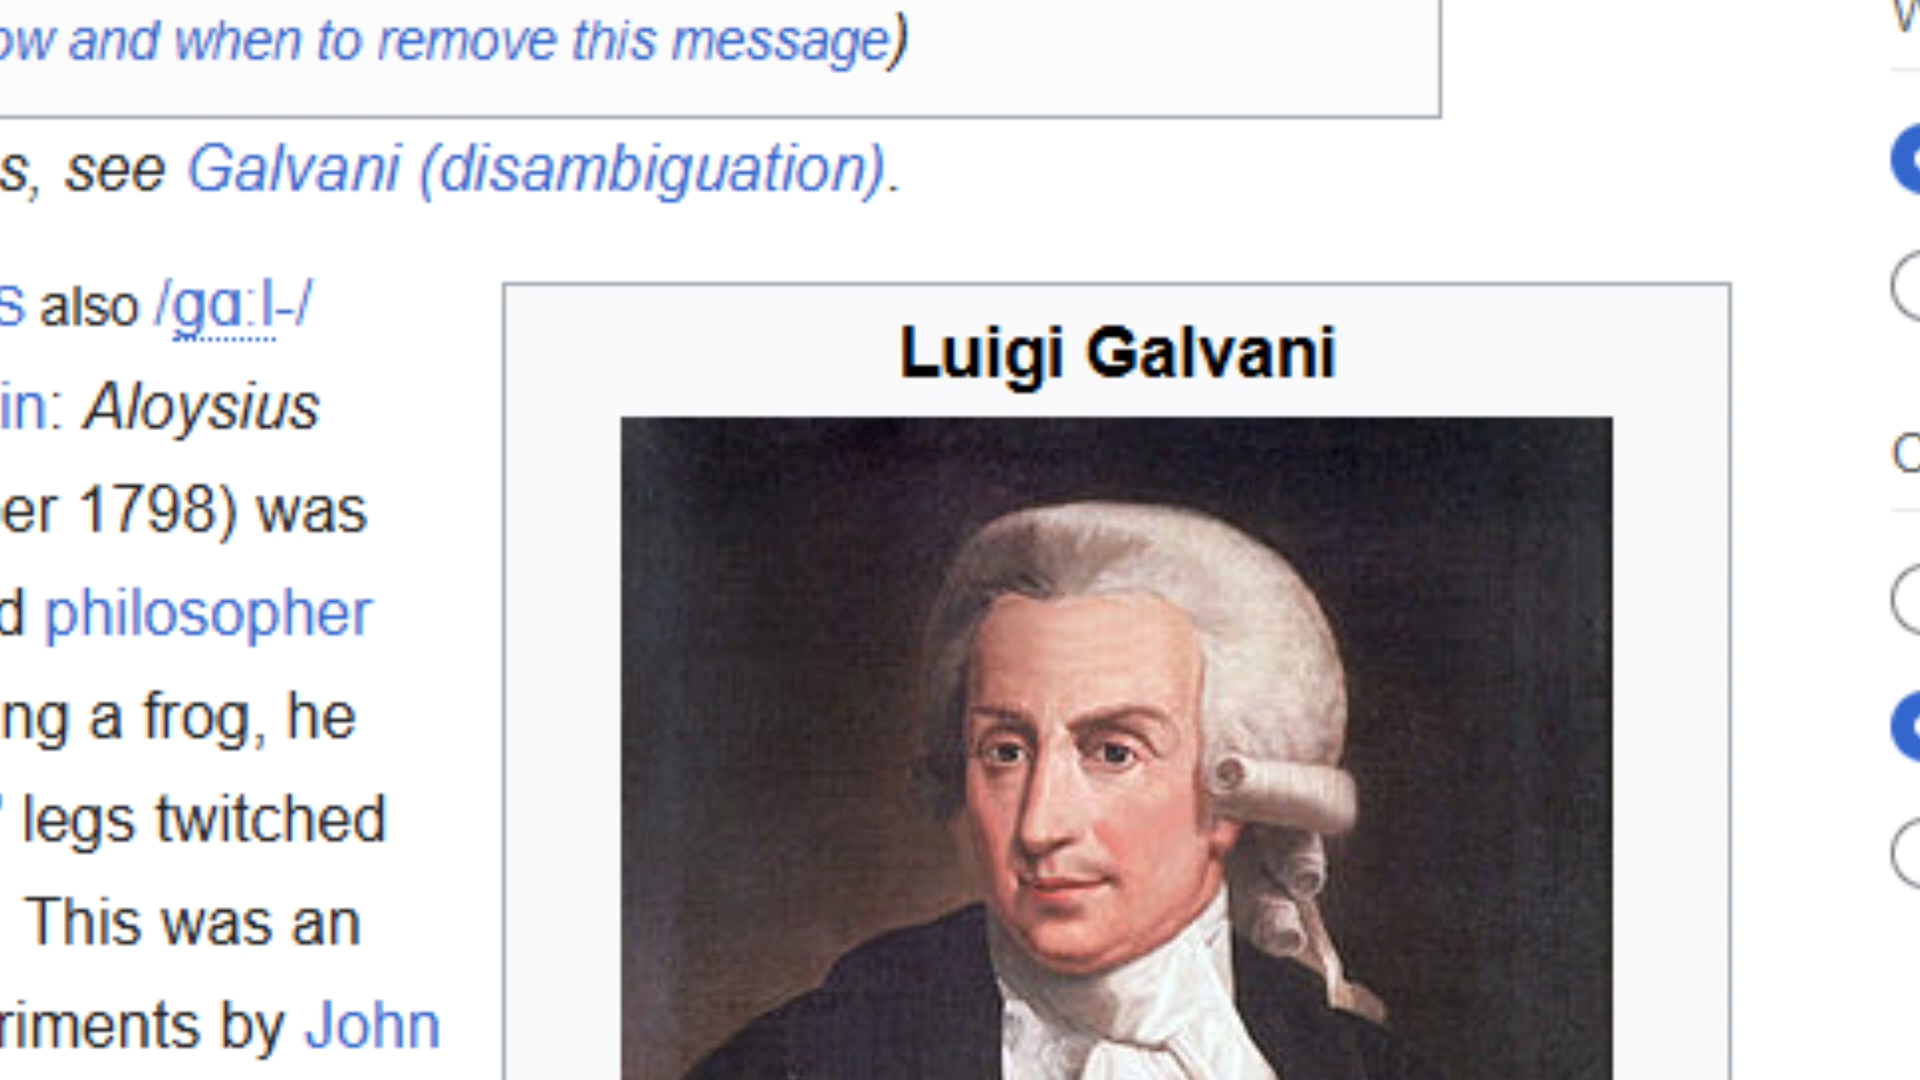 ow and when to remove this message)
s, see Galvani (disambiguation).
S also /gɑːl-/
in: Aloysius
er 1798) was
d philosopher
ng a frog, he
' legs twitched
This was an
riments by John
Luigi Galvani